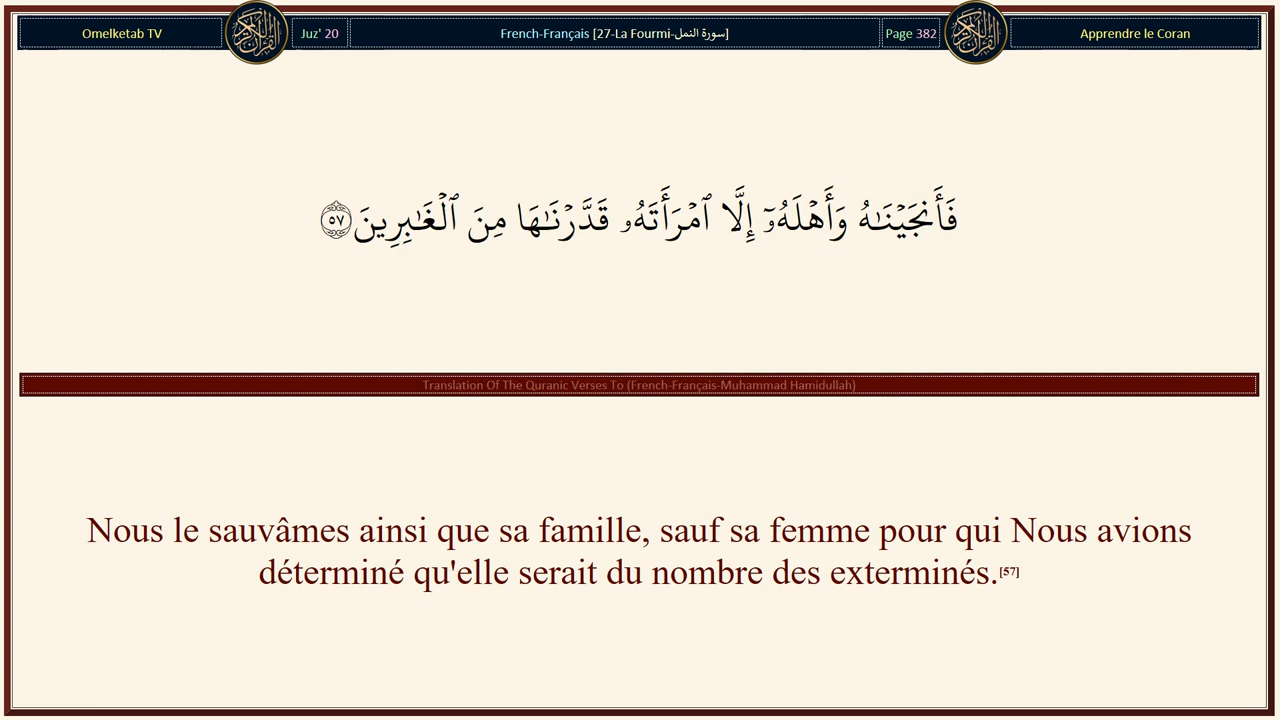 Omelketab TV
Juz' 20
French-Français [27-La Fourmi-سورة النمل]
Page 382
Apprendre le Coran
فَأَنجَيْنَـٰهُ وَأَهْلَهُۥٓ إِلَّا ٱمْرَأَتَهُۥ قَدَّرْنَـٰهَا مِنَ ٱلْغَـٰبِرِينَ ٥٧
Translation Of The Quranic Verses To (French-Français-Muhammad Hamidullah)
Nous le sauvâmes ainsi que sa famille, sauf sa femme pour qui Nous avions
déterminé qu'elle serait du nombre des exterminés.[57]